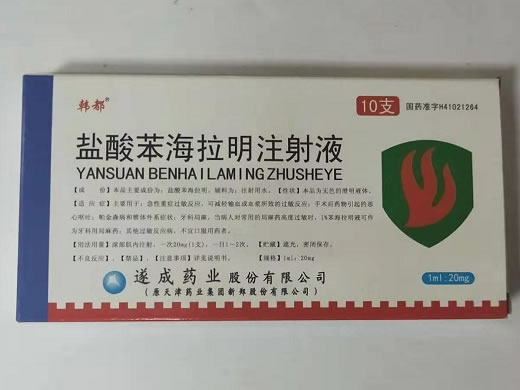 韩都®
10支
国药准字H41021264
盐酸苯海拉明注射液
YANSUAN BENHAILAMINGZHUSHEYE
【成 份】本品主要成份为:盐酸苯海拉明,辅料为:注射用水。【性状】本品为无色的澄明液体。
【适 应 症】主要用于:急性重症过敏反应,可减轻输血或血浆所致的过敏反应;手术后药物引起的恶
心呕吐;帕金森病和锥体外系症状;牙科局麻。当病人对常用的局麻药高度过敏时,1%苯海拉明液可作
为牙科用局麻药;其他过敏反应病,不宜口服用药者。
【用法用量】深部肌内注射,一次20mg(1支),一日1~2次。
【贮藏】遮光,密闭保存。
【不良反应】、【禁忌】、【注意事项】详见说明书。
【规格】1ml:20mg
遂成药业股份有限公司
(原天津药业集团新郑股份有限公司)
1ml:20mg